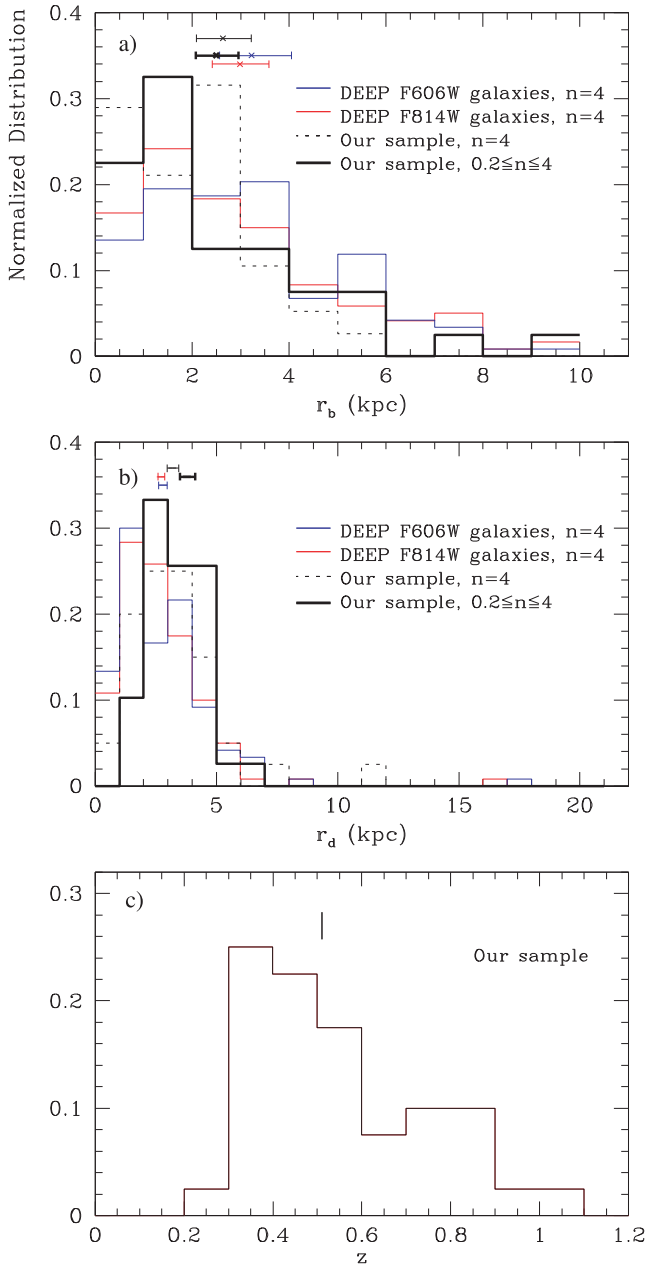 Normalized Distribution
a)
DEEP F606W galaxies, n=4
DEEP F814W galaxies, n=4
Our sample, n=4
Our sample, 0.2≤n≤4
0.4
0.3
0.2
0.1
0
0 2 4 6 8 10
r_b (kpc)
b)
DEEP F606W galaxies, n=4
DEEP F814W galaxies, n=4
Our sample, n=4
Our sample, 0.2≤n≤4
0.4
0.3
0.2
0.1
0
0 5 10 15 20
r_d (kpc)
c)
Our sample
0.3
0.2
0.1
0
0 0.2 0.4 0.6 0.8 1 1.2
z